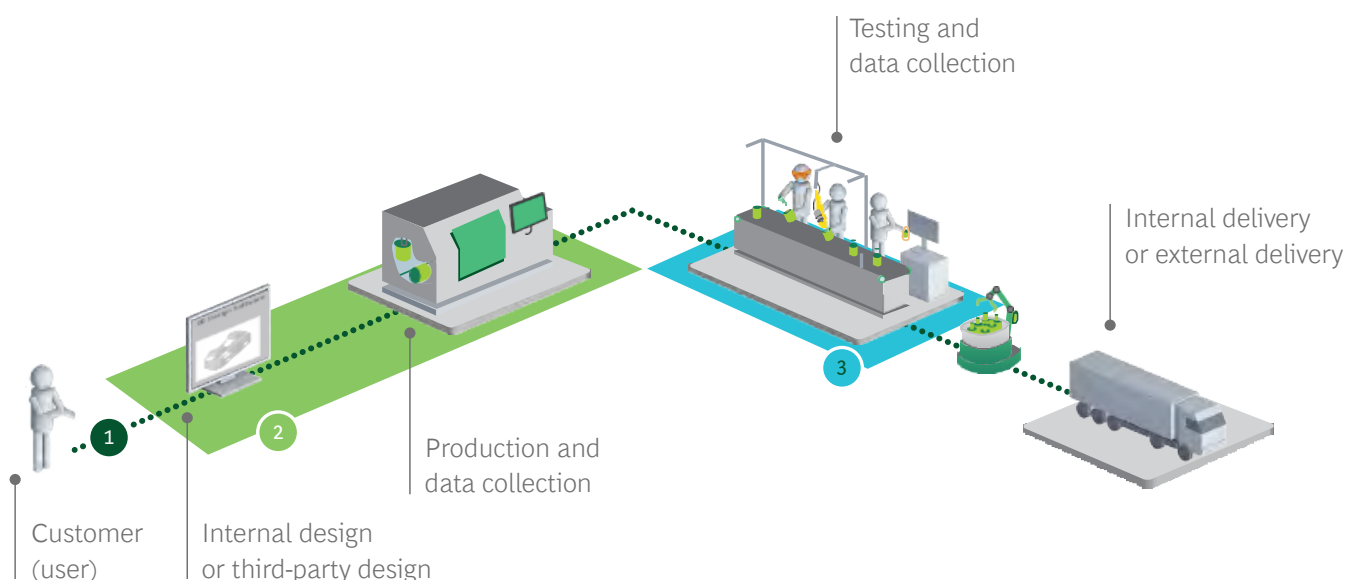 Testing and
data collection
Internal delivery
or external delivery
1
2
3
Production and
data collection
Customer
(user)
Internal design
or third-party design